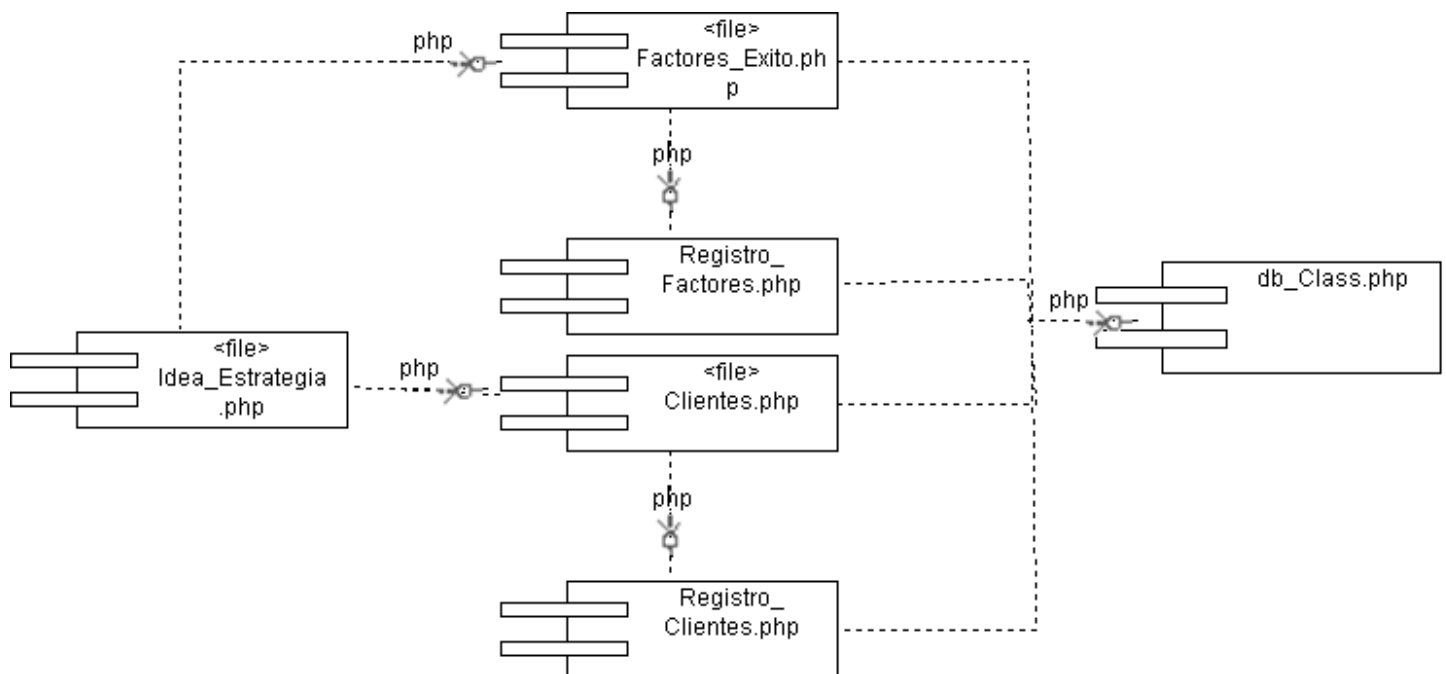 php
<file>
Factores_Exito.ph
p
php
Registro_
Factores.php
php
db_Class.php
<file>
Idea_Estrategia
.php
php
<file>
Clientes.php
php
Registro_
Clientes.php